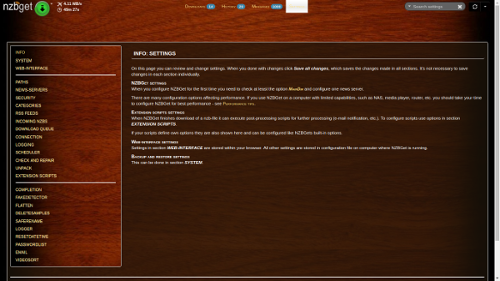 nzbget
4.11 MB/s
49m 27s
Downloads
History
Messages
Search settings
INFO
SYSTEM
WEB-INTERFACE
PATHS
NEWS-SERVERS
SECURITY
CATEGORIES
RSS FEEDS
INCOMING NZBS
DOWNLOAD QUEUE
CONNECTION
LOGGING
SCHEDULER
CHECK AND REPAIR
UNPACK
EXTENSION SCRIPTS
COMPLETION
FAKEDETECTOR
FLATTEN
DELETESAMPLES
SAFERENAME
LOGGER
RESETDATETIME
PASSWORDLIST
EMAIL
VIDEOSORT
INFO: SETTINGS
On this page you can review and change settings. When you done with changes click Save all changes, which saves the changes made in all sections. It's not necessary to save
changes in each section individually.
NZBGet settings
When you configure NZBGet for the first time you need to check at least the option MainDir and configure one news server.
There are many configuration options affecting performance. If you use NZBGet on a computer with limited capabilities, such as NAS, media player, router, etc. you should take your time
to configure NZBGet for best performance - see Performance tips.
Extension scripts settings
When NZBGet finishes download of a nzb-file it can execute post-processing scripts for further processing (e-mail notification, etc.). To configure scripts use options in section
EXTENSION SCRIPTS.
If your scripts define own options they are also shown here and can be configured like NZBGets built-in options.
Web-interface settings
Settings in section WEB-INTERFACE are stored within your browser. All other settings are stored in configuration file on computer where NZBGet is running.
Backup and restore settings
This can be done in section SYSTEM.